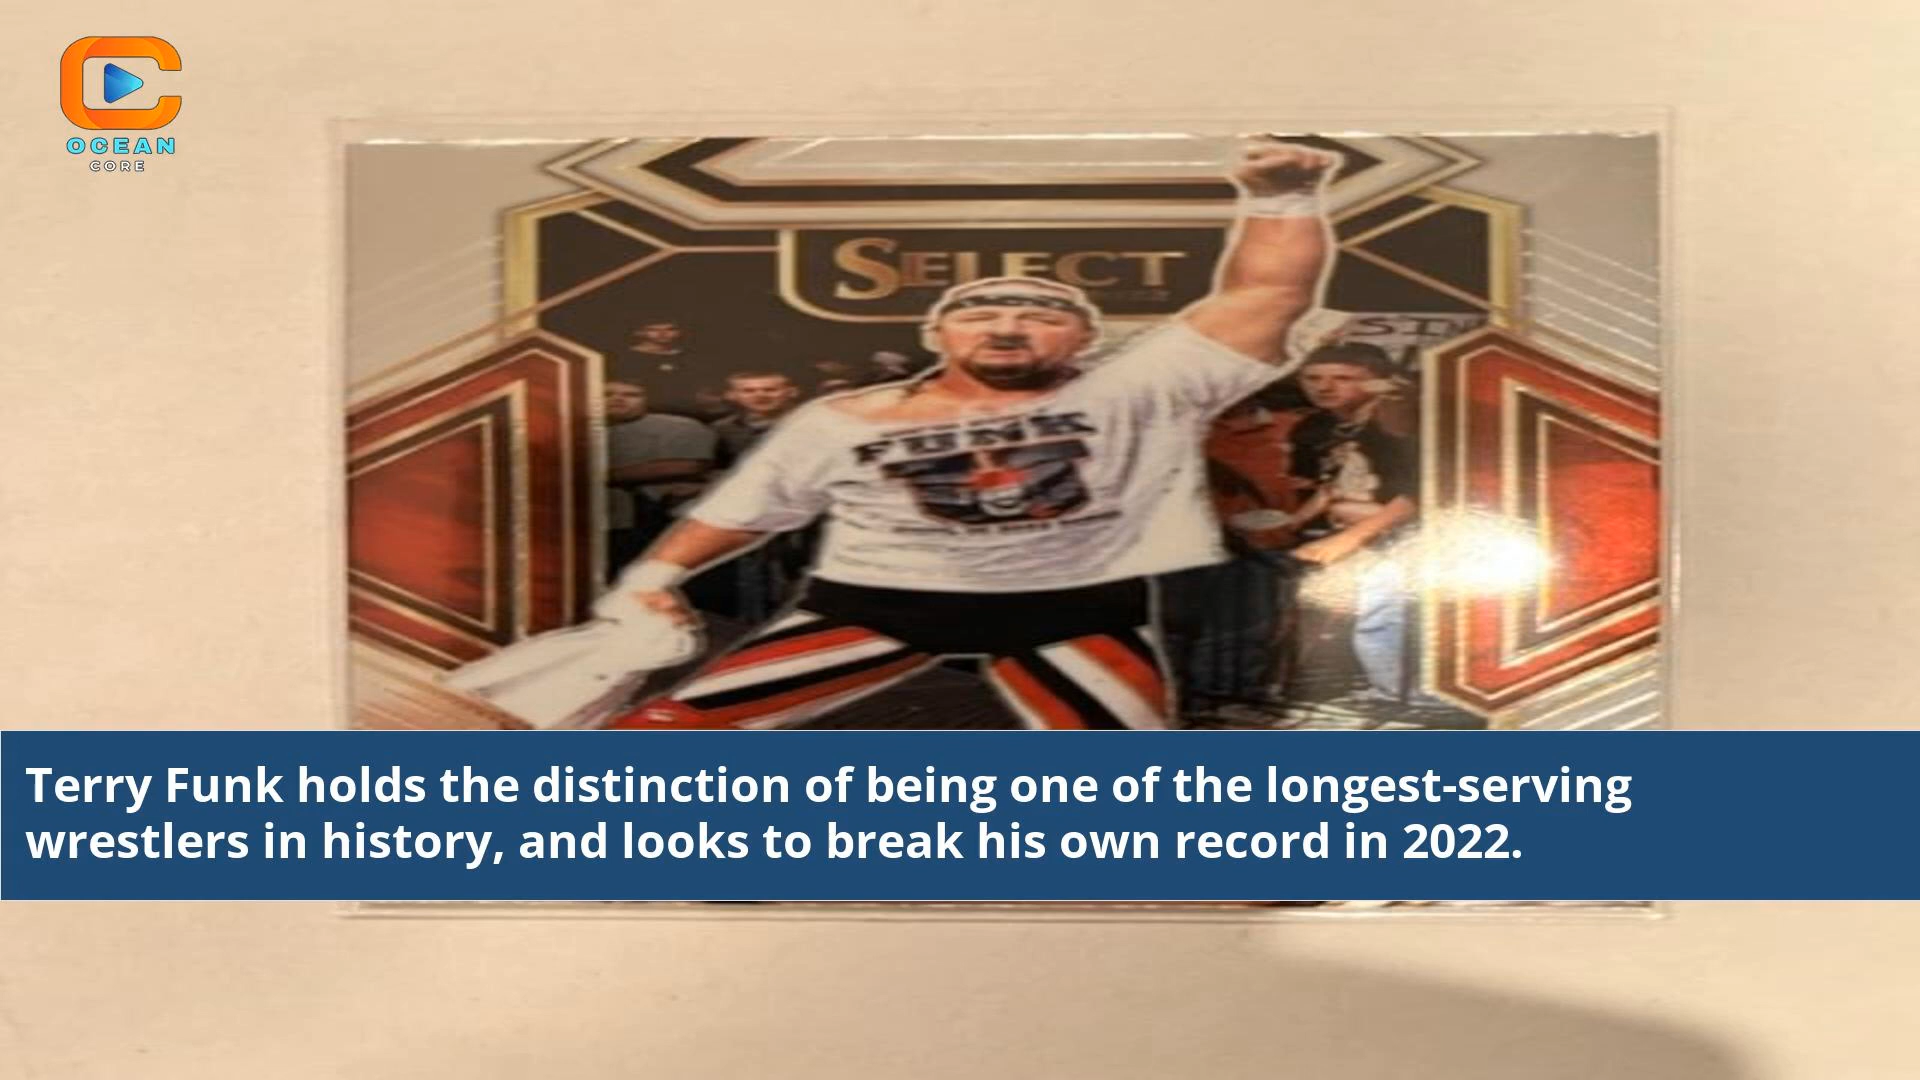 OCEAN
CORE
SELECT
FUNK
Terry Funk holds the distinction of being one of the longest-serving
wrestlers in history, and looks to break his own record in 2022.